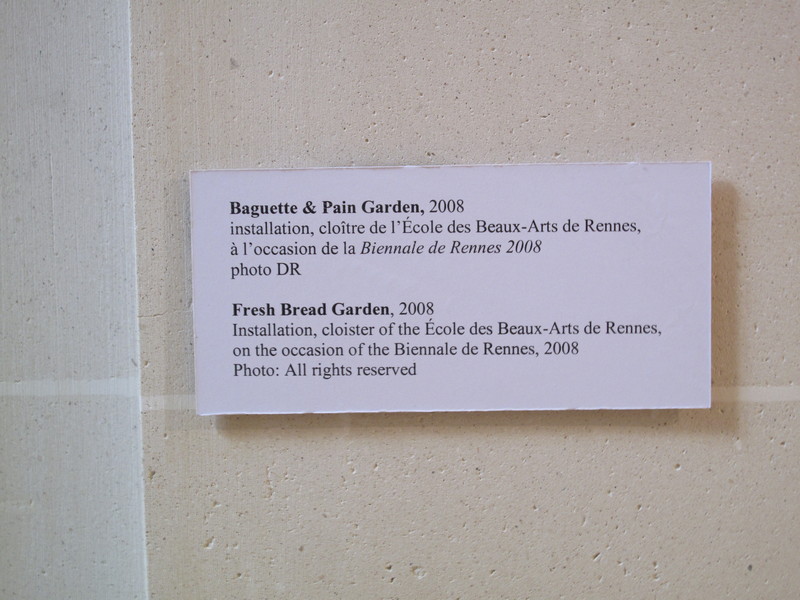 Baguette & Pain Garden, 2008
installation, cloître de l’École des Beaux-Arts de Rennes,
à l’occasion de la Biennale de Rennes 2008
photo DR
Fresh Bread Garden, 2008
Installation, cloister of the École des Beaux-Arts de Rennes,
on the occasion of the Biennale de Rennes, 2008
Photo: All rights reserved